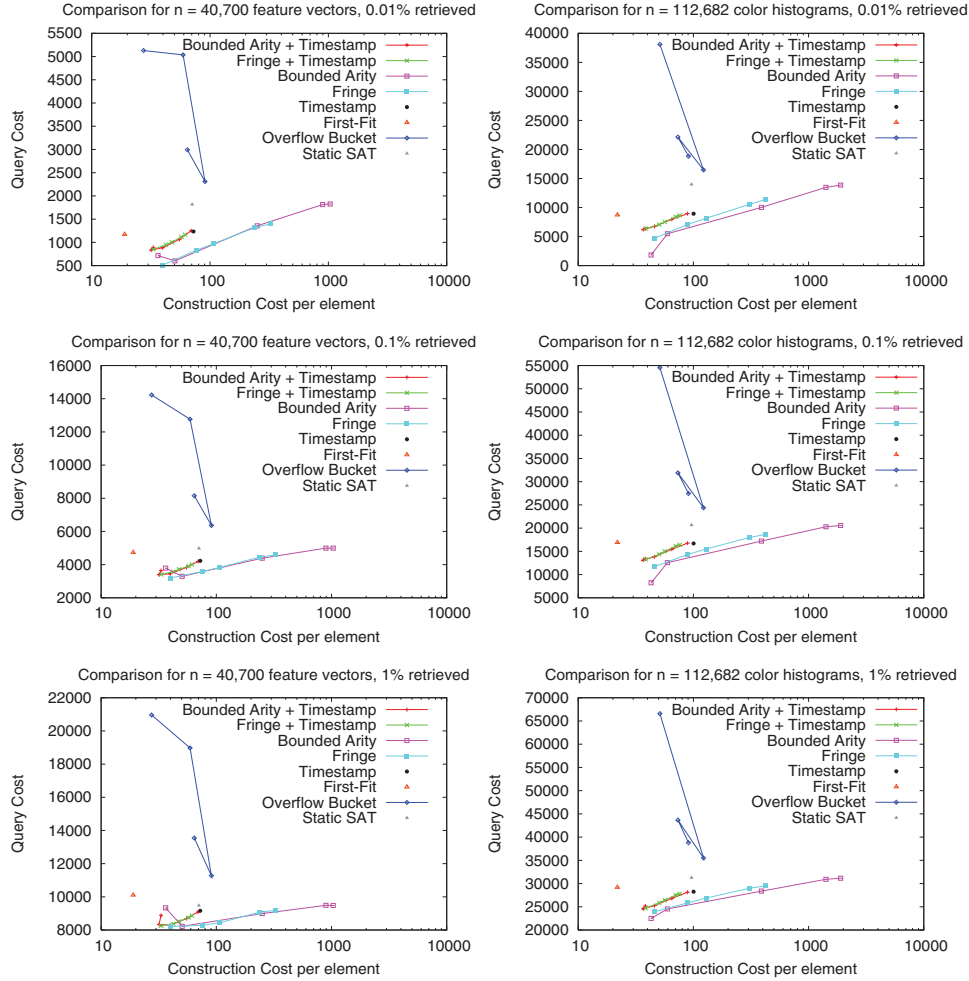 Comparison for n = 40,700 feature vectors, 0.01% retrieved
Query Cost
5500
5000
4500
4000
3500
3000
2500
2000
1500
1000
500
Bounded Arity + Timestamp
Fringe + Timestamp
Bounded Arity
Fringe
Timestamp
First-Fit
Overflow Bucket
Static SAT
10
100
1000
10000
Construction Cost per element
Comparison for n = 112,682 color histograms, 0.01% retrieved
Query Cost
40000
35000
30000
25000
20000
15000
10000
5000
0
Bounded Arity + Timestamp
Fringe + Timestamp
Bounded Arity
Fringe
Timestamp
First-Fit
Overflow Bucket
Static SAT
10
100
1000
10000
Construction Cost per element
Comparison for n = 40,700 feature vectors, 0.1% retrieved
Query Cost
16000
14000
12000
10000
8000
6000
4000
2000
Bounded Arity + Timestamp
Fringe + Timestamp
Bounded Arity
Fringe
Timestamp
First-Fit
Overflow Bucket
Static SAT
10
100
1000
10000
Construction Cost per element
Comparison for n = 112,682 color histograms, 0.1% retrieved
Query Cost
55000
50000
45000
40000
35000
30000
25000
20000
15000
10000
5000
Bounded Arity + Timestamp
Fringe + Timestamp
Bounded Arity
Fringe
Timestamp
First-Fit
Overflow Bucket
Static SAT
10
100
1000
10000
Construction Cost per element
Comparison for n = 40,700 feature vectors, 1% retrieved
Query Cost
22000
20000
18000
16000
14000
12000
10000
8000
Bounded Arity + Timestamp
Fringe + Timestamp
Bounded Arity
Fringe
Timestamp
First-Fit
Overflow Bucket
Static SAT
10
100
1000
10000
Construction Cost per element
Comparison for n = 112,682 color histograms, 1% retrieved
Query Cost
70000
65000
60000
55000
50000
45000
40000
35000
30000
25000
20000
Bounded Arity + Timestamp
Fringe + Timestamp
Bounded Arity
Fringe
Timestamp
First-Fit
Overflow Bucket
Static SAT
10
100
1000
10000
Construction Cost per element